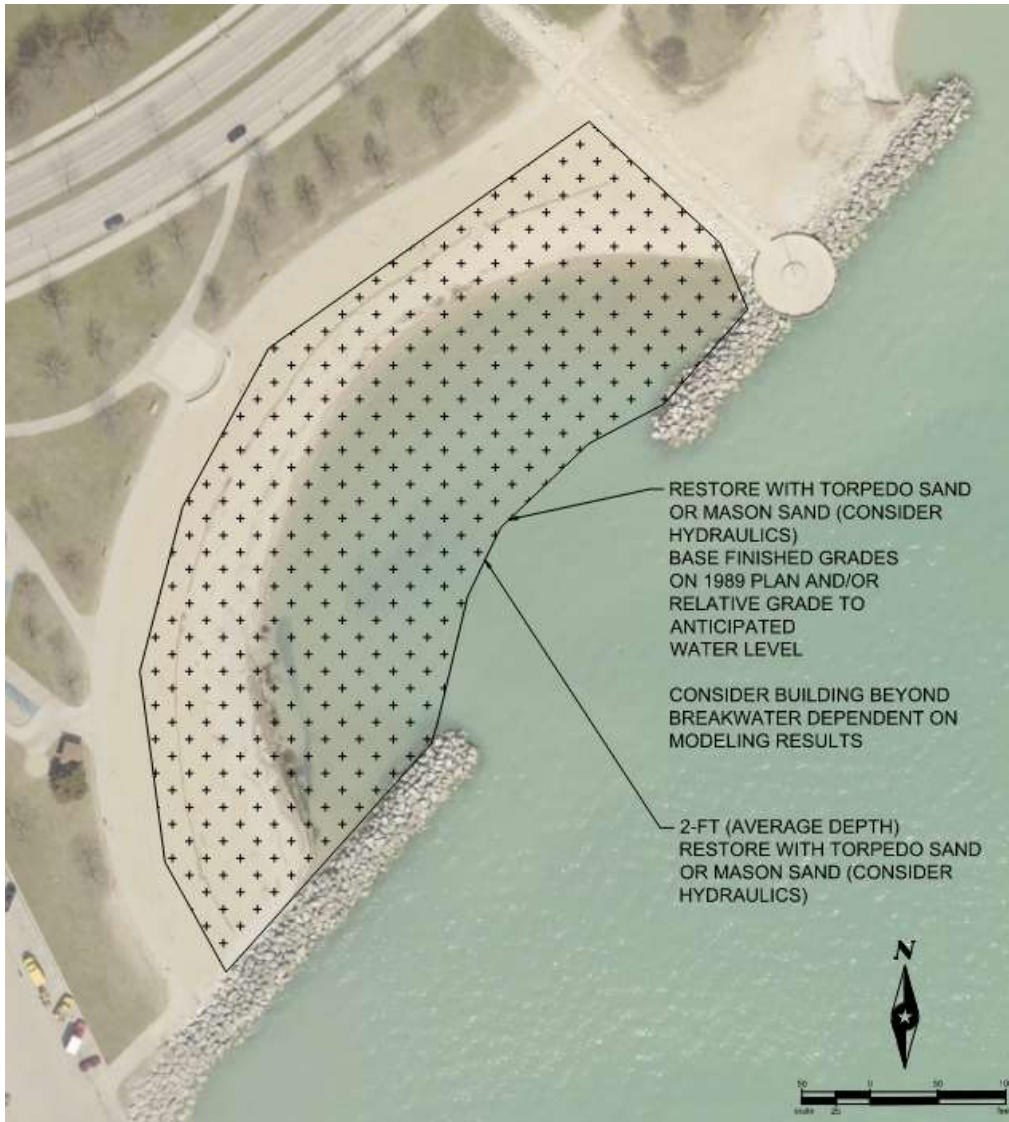 RESTORE WITH TORPEDO SAND
OR MASON SAND (CONSIDER
HYDRAULICS)
BASE FINISHED GRADES
ON 1989 PLAN AND/OR
RELATIVE GRADE TO
ANTICIPATED
WATER LEVEL
CONSIDER BUILDING BEYOND
BREAKWATER DEPENDENT ON
MODELING RESULTS
2-FT (AVERAGE DEPTH)
RESTORE WITH TORPEDO SAND
OR MASON SAND (CONSIDER
HYDRAULICS)
N
50 0 50 100
scale 25 feet